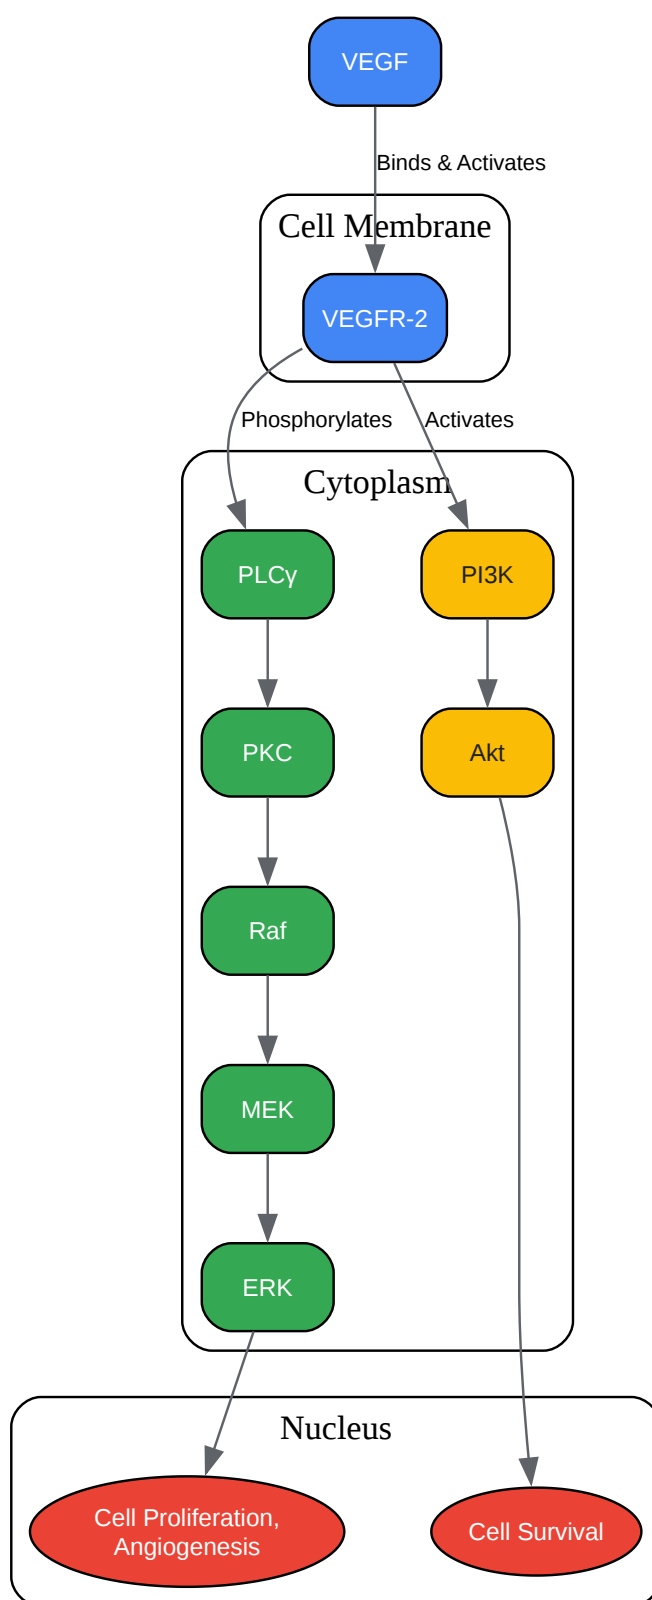 VEGF
Binds & Activates
Cell Membrane
VEGFR-2
Phosphorylates
Activates
Cytoplasm
PLCγ
PI3K
PKC
Akt
Raf
MEK
ERK
Nucleus
Cell Proliferation,
Angiogenesis
Cell Survival